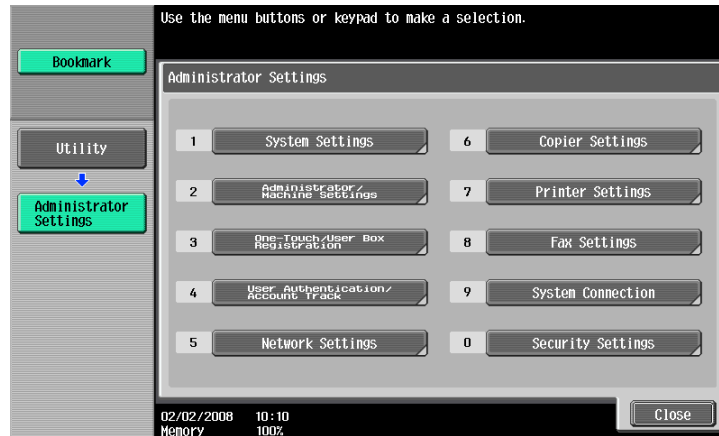 Use the menu buttons or keypad to make a selection.
Bookmark
Administrator Settings
Utility
Administrator
Settings
1 System Settings
2 Administrator/
Machine Settings
3 One-Touch/User Box
Registration
4 User Authentication/
Account Track
5 Network Settings
6 Copier Settings
7 Printer Settings
8 Fax Settings
9 System Connection
0 Security Settings
02/02/2008 10:10
Memory 100%
Close